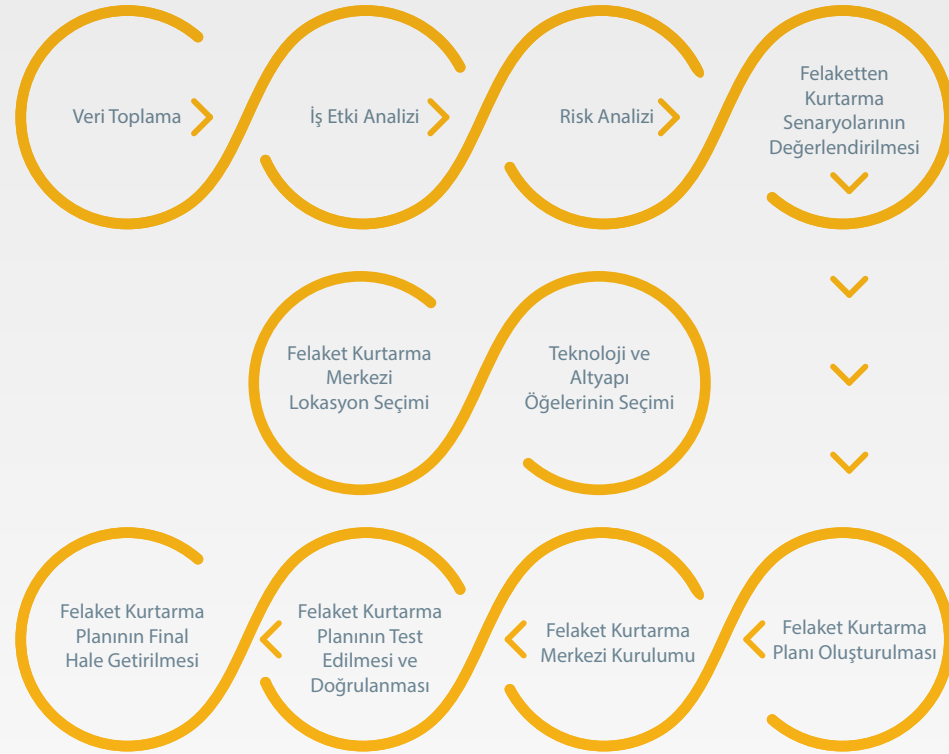 Veri Toplama
İş Etki Analizi
Risk Analizi
Felaketten
Kurtarma
Senaryolarının
Değerlendirilmesi
Felaket Kurtarma
Merkezi
Lokasyon Seçimi
Teknoloji ve
Altyapı
Öğelerinin Seçimi
Felaket Kurtarma
Planının Final
Hale Getirilmesi
Felaket Kurtarma
Planının Test
Edilmesi ve
Doğrulanması
Felaket Kurtarma
Merkezi Kurulumu
Felaket Kurtarma
Planı Oluşturulması